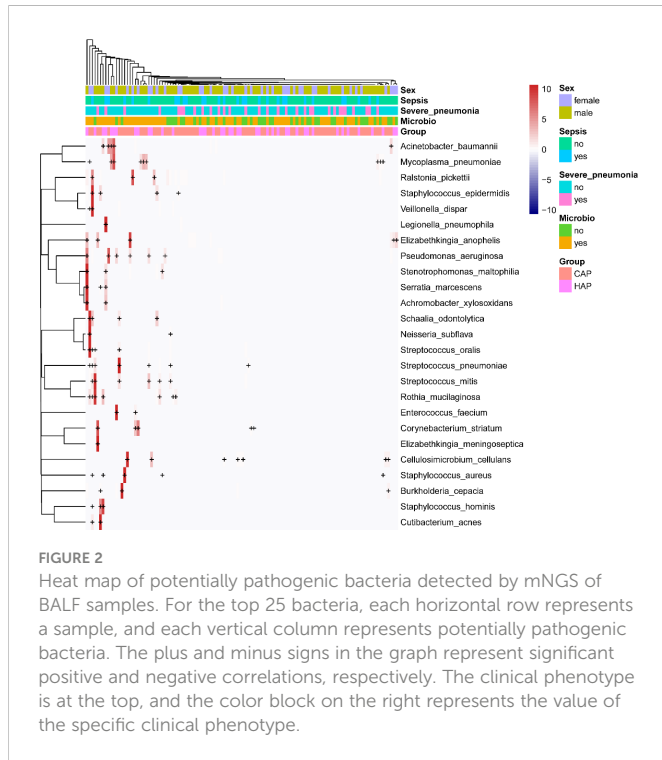 Sex
Sepsis
Severe_pneumonia
Microbio
Group
Acinetobacter_baumannii
Mycoplasma_pneumoniae
Ralstonia_pickettii
Staphylococcus_epidermidis
Veillonella_dispar
Legionella_pneumophila
Elizabethkingia_anophelis
Pseudomonas_aeruginosa
Stenotrophomonas_maltophilia
Serratia_marcescens
Achromobacter_xylosoxidans
Schaalia_odontolytica
Neisseria_subflava
Streptococcus_oralis
Streptococcus_pneumoniae
Streptococcus_mitis
Rothia_mucilaginosa
Enterococcus_faecium
Corynebacterium_striatum
Elizabethkingia_meningoseptica
Cellulosimicrobium_cellulans
Staphylococcus_aureus
Burkholderia_cepacia
Staphylococcus_hominis
Cutibacterium_acnes
10
5
0
−5
−10
Sex
female
male
Sepsis
no
yes
Severe_pneumonia
no
yes
Microbio
no
yes
Group
CAP
HAP
FIGURE 2
Heat map of potentially pathogenic bacteria detected by mNGS of
BALF samples. For the top 25 bacteria, each horizontal row represents
a sample, and each vertical column represents potentially pathogenic
bacteria. The plus and minus signs in the graph represent significant
positive and negative correlations, respectively. The clinical phenotype
is at the top, and the color block on the right represents the value of
the specific clinical phenotype.